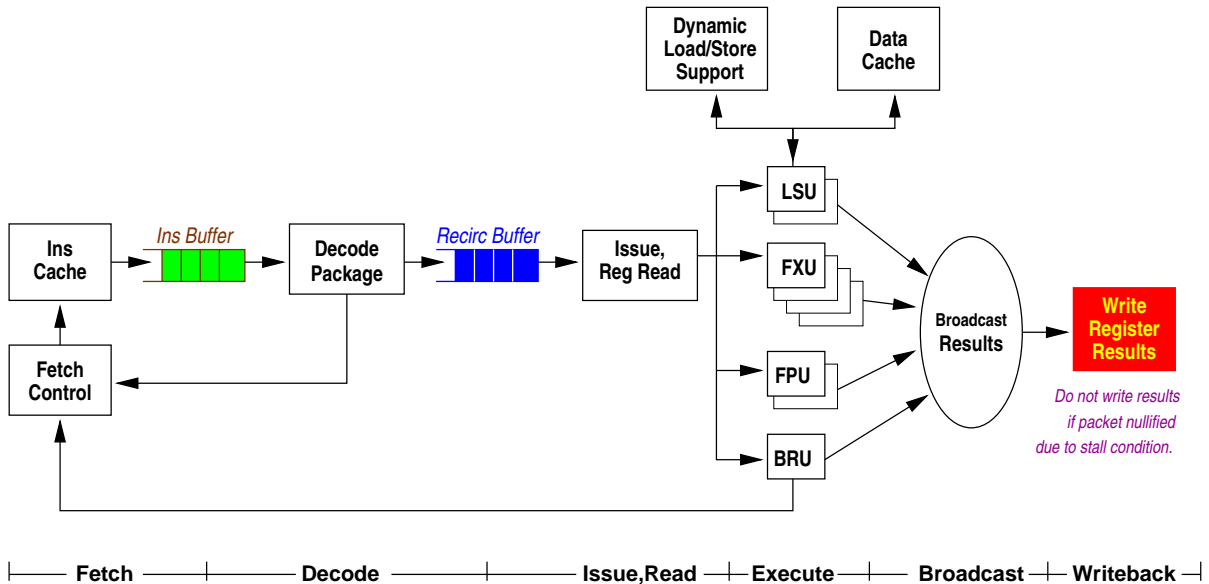 Dynamic
Load/Store
Support
Data
Cache
LSU
Ins Buffer
Recirc Buffer
Ins
Cache
Decode
Package
Issue,
Reg Read
FXU
Broadcast
Results
Write
Register
Results
Fetch
Control
FPU
Do not write results
if packet nullified
due to stall condition.
BRU
Fetch Decode Issue,Read Execute Broadcast Writeback